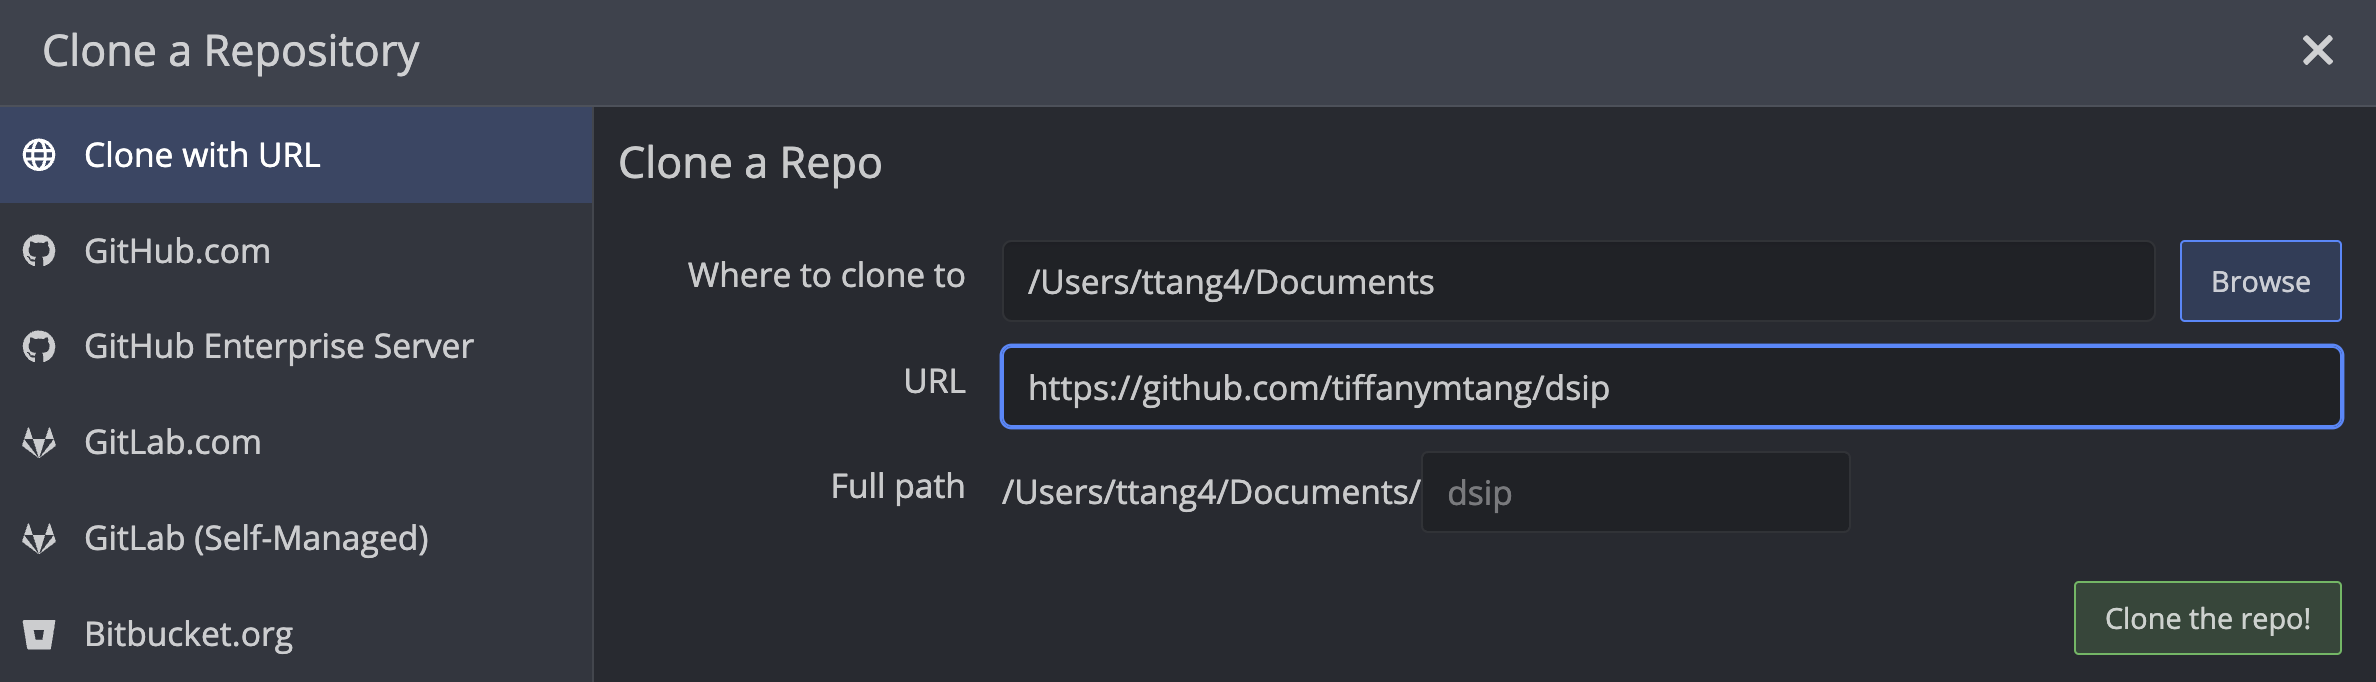 Clone a Repository
Clone with URL
GitHub.com
GitHub Enterprise Server
GitLab.com
GitLab (Self-Managed)
Bitbucket.org
Clone a Repo
Where to clone to
/Users/ttang4/Documents
Browse
URL
https://github.com/tiffanymtang/dsip
Full path
/Users/ttang4/Documents/
dsip
Clone the repo!